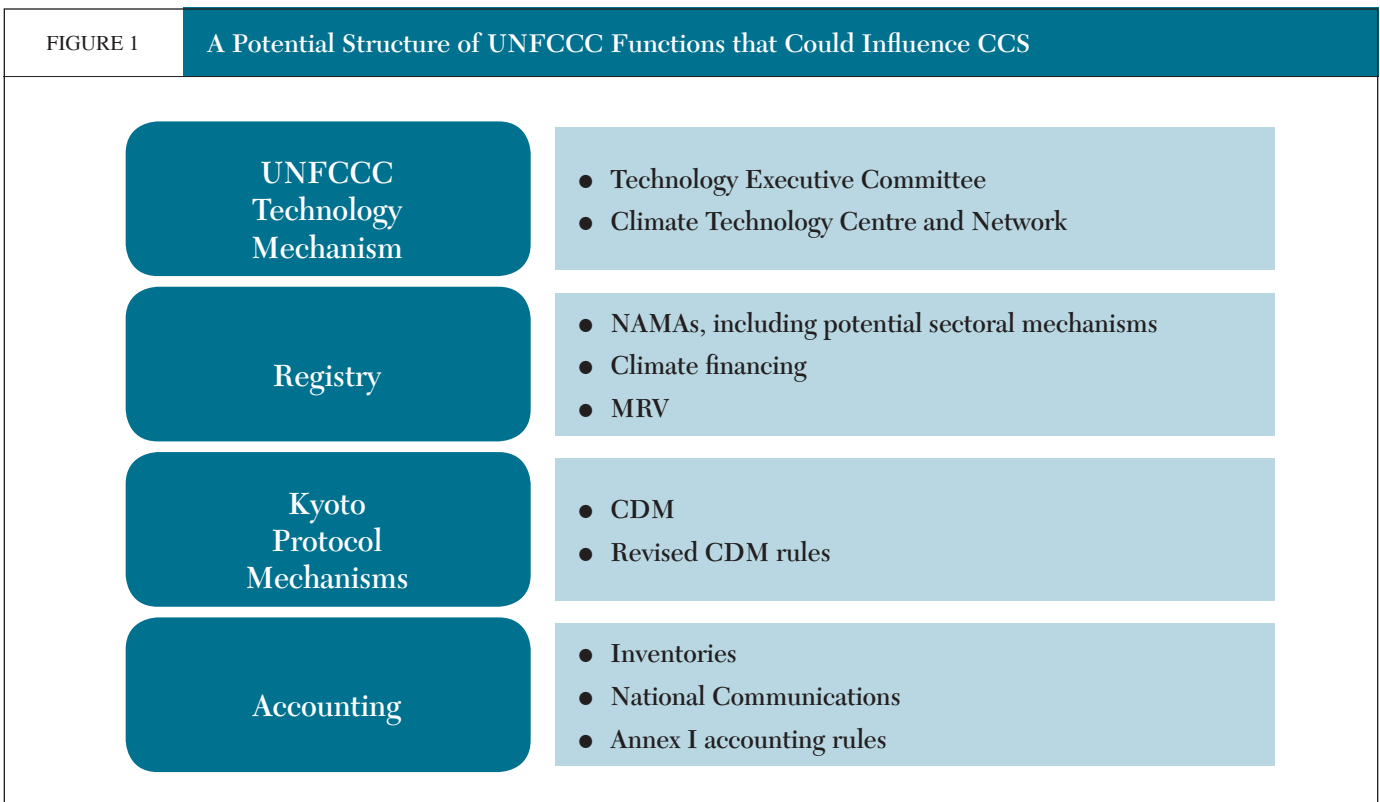 FIGURE 1
A Potential Structure of UNFCCC Functions that Could Influence CCS
UNFCCC
Technology
Mechanism
● Technology Executive Committee
● Climate Technology Centre and Network
Registry
● NAMAs, including potential sectoral mechanisms
● Climate financing
● MRV
Kyoto
Protocol
Mechanisms
● CDM
● Revised CDM rules
Accounting
● Inventories
● National Communications
● Annex I accounting rules